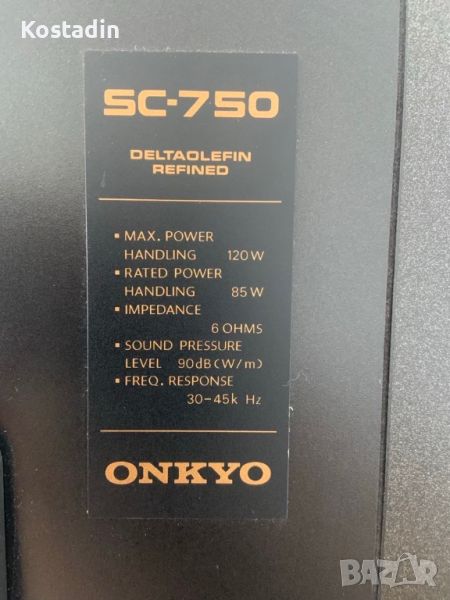 Kostadin
SC-750
DELTAOLEFIN
REFINED
▪ MAX. POWER
HANDLING 120W
▪ RATED POWER
HANDLING 85W
▪ IMPEDANCE
6 OHMS
▪ SOUND PRESSURE
LEVEL 90dB(W/m)
▪ FREQ. RESPONSE
30-45k Hz
ONKYO
BAZAR